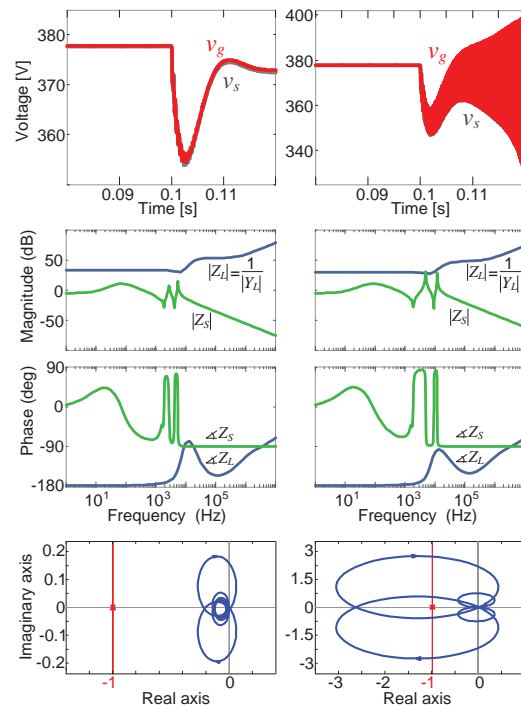 380
370
360
350
Voltage [V]
v_g
v_s
0.09 0.1 0.11
Time [s]
400
380
360
340
v_g
v_s
0.09 0.1 0.11
Time [s]
50
0
-50
Magnitude (dB)
|Z_L|=1/|Y_L|
|Z_S|
|Z_L|=1/|Y_L|
|Z_S|
90
0
-90
-180
Phase (deg)
∡Z_S
∡Z_L
10^1 10^3 10^5
Frequency (Hz)
∡Z_S
∡Z_L
10^1 10^3 10^5
Frequency (Hz)
0.2
0.1
0
-0.1
-0.2
Imaginary axis
-1 0
Real axis
3
1.5
0
-1.5
-3
-3 -2 -1 0 1
Real axis